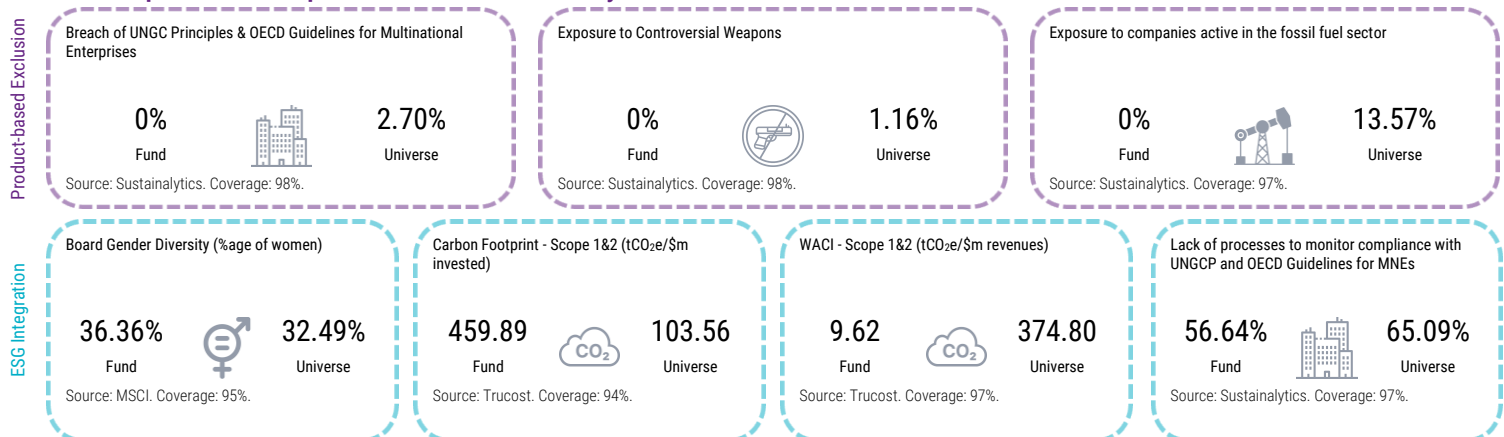 Product-based Exclusion
Breach of UNGC Principles & OECD Guidelines for Multinational
Enterprises
0%
2.70%
Fund
Universe
Source: Sustainalytics. Coverage: 98%.
Exposure to Controversial Weapons
0%
1.16%
Fund
Universe
Source: Sustainalytics. Coverage: 98%.
Exposure to companies active in the fossil fuel sector
0%
13.57%
Fund
Universe
Source: Sustainalytics. Coverage: 97%.
ESG Integration
Board Gender Diversity (%age of women)
36.36%
32.49%
Fund
Universe
Source: MSCI. Coverage: 95%.
Carbon Footprint - Scope 1&2 (tCO₂e/$m
invested)
459.89
CO₂
103.56
Fund
Universe
Source: Trucost. Coverage: 94%.
WACI - Scope 1&2 (tCO₂e/$m revenues)
9.62
CO₂
374.80
Fund
Universe
Source: Trucost. Coverage: 97%.
Lack of processes to monitor compliance with
UNGCP and OECD Guidelines for MNEs
56.64%
65.09%
Fund
Universe
Source: Sustainalytics. Coverage: 97%.